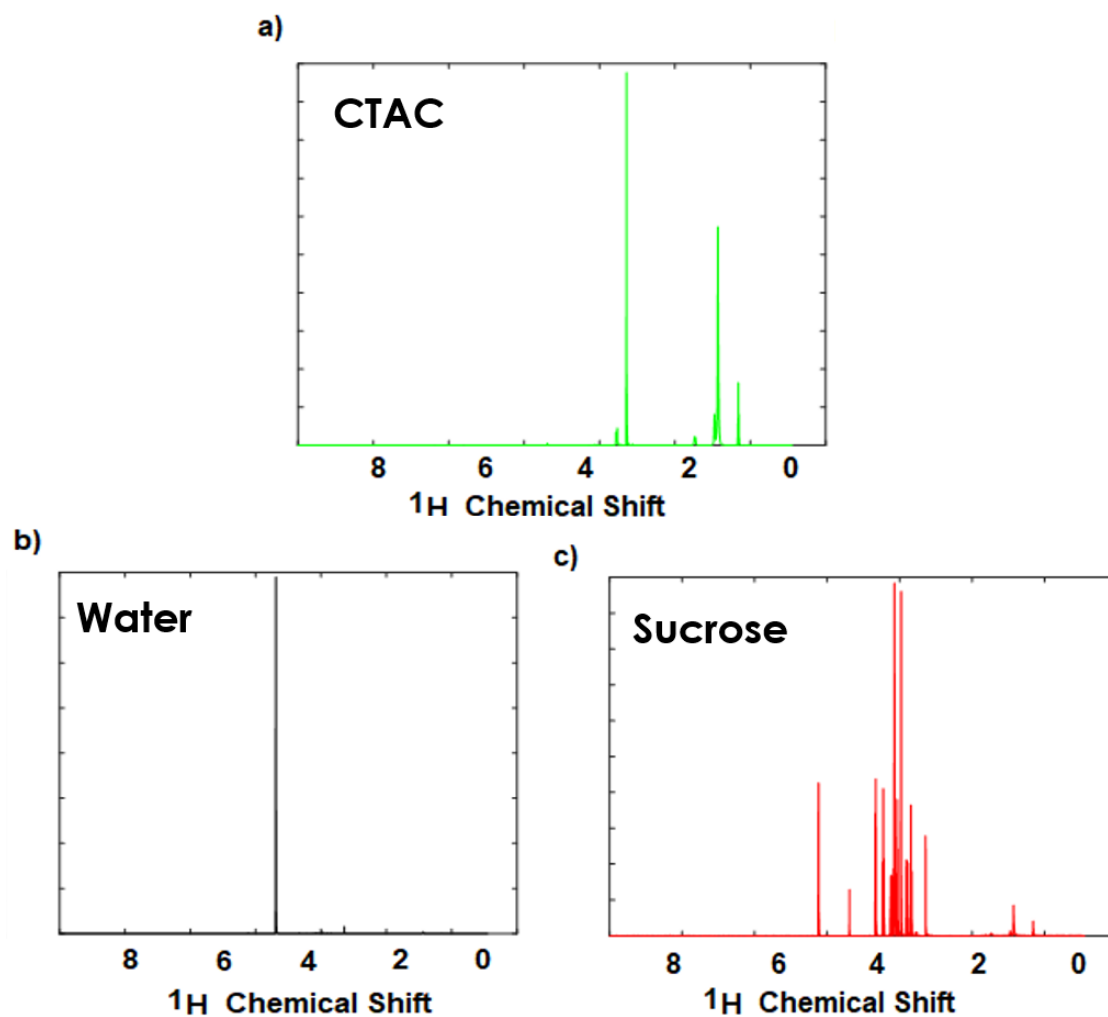 a)
CTAC
8 6 4 2 0
1H Chemical Shift
b)
Water
8 6 4 2 0
1H Chemical Shift
c)
Sucrose
8 6 4 2 0
1H Chemical Shift